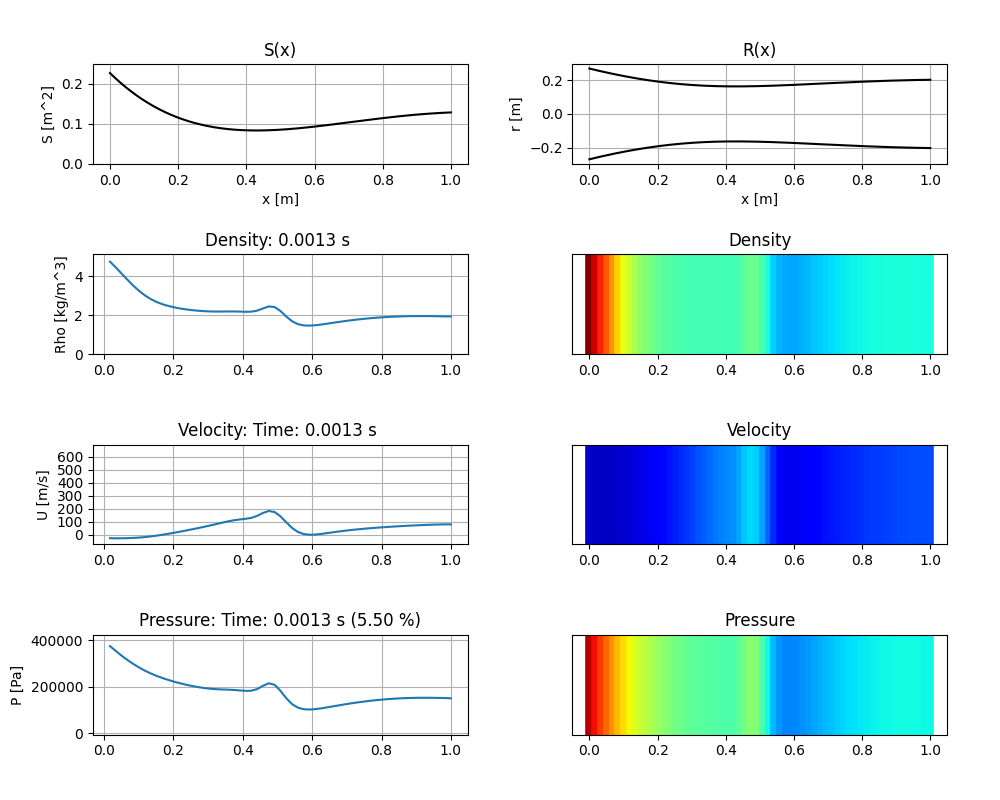 S(x)
S [m^2]
0.2
0.1
0.0
0.0 0.2 0.4 0.6 0.8 1.0
x [m]
R(x)
r [m]
0.2
0.0
−0.2
0.0 0.2 0.4 0.6 0.8 1.0
x [m]
Density: 0.0013 s
Rho [kg/m^3]
4
2
0
0.0 0.2 0.4 0.6 0.8 1.0
Density
0.0 0.2 0.4 0.6 0.8 1.0
Velocity: Time: 0.0013 s
U [m/s]
600
500
400
300
200
100
0
0.0 0.2 0.4 0.6 0.8 1.0
Velocity
0.0 0.2 0.4 0.6 0.8 1.0
Pressure: Time: 0.0013 s (5.50 %)
P [Pa]
400000
200000
0
0.0 0.2 0.4 0.6 0.8 1.0
Pressure
0.0 0.2 0.4 0.6 0.8 1.0